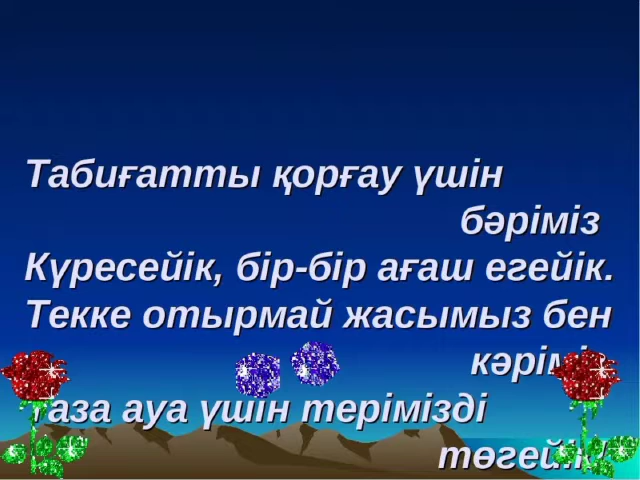 Табиғатты қорғау үшін
бәріміз
Күресейік, бір-бір ағаш егейік.
Текке отырмай жасымыз бен
кәріміз
Таза ауа үшін терімізді
төгейік!